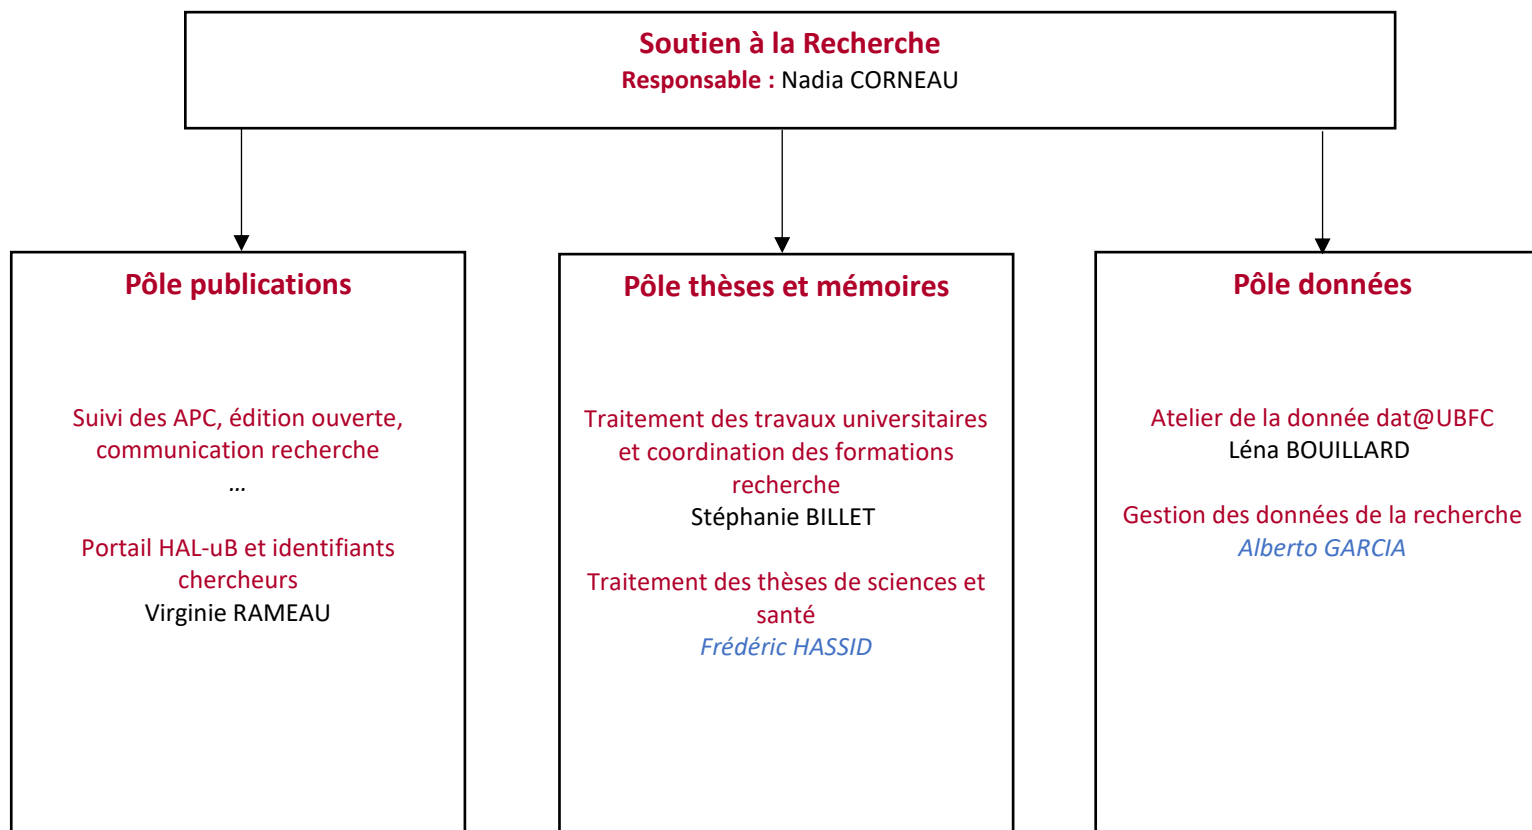 Soutien à la Recherche
Responsable : Nadia CORNEAU
Pôle publications
Suivi des APC, édition ouverte,
communication recherche
...
Portail HAL-uB et identifiants
chercheurs
Virginie RAMEAU
Pôle thèses et mémoires
Traitement des travaux universitaires
et coordination des formations
recherche
Stéphanie BILLET
Traitement des thèses de sciences et
santé
Frédéric HASSID
Pôle données
Atelier de la donnée dat@UBFC
Léna BOUILLARD
Gestion des données de la recherche
Alberto GARCIA